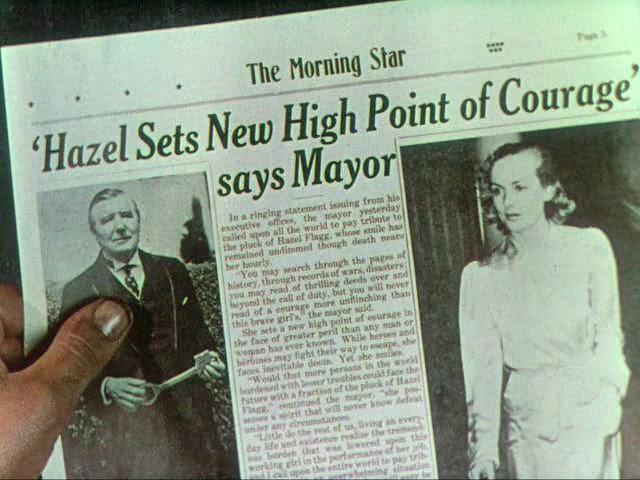 The Morning Star
Page 3
'Hazel Sets New High Point of Courage'
says Mayor
In a ringing statement issuing from his
executive offices, the mayor yesterday
called upon all the world to pay tribute to
the pluck of Hazel Flagg, whose smile has
remained undimmed though death nears
her hourly.
"You may search through the pages of
history, through records of wars, disasters;
you may read of thrilling deeds over and
beyond the call of duty, but you will never
read of a courage more unflinching than
this brave girl's," the mayor said.
She sets a new high point of courage in
the face of greater peril than any man or
woman has ever known. While heroes and
heroines may fight their way to escape, she
faces inevitable doom. Yet she smiles.
"Would that more persons in the world
burdened with lesser troubles could face the
future with a fraction of the pluck of Hazel
Flagg," continued the mayor, "she pos-
sesses a spirit that will never know defeat
under any circumstances.
"Little do the rest of us, living an every-
day life and existence realize the tremend-
ous burden that was lowered upon this
working girl in the performance of her job,
and I call upon the entire world to pay trib-
overwhelming situation